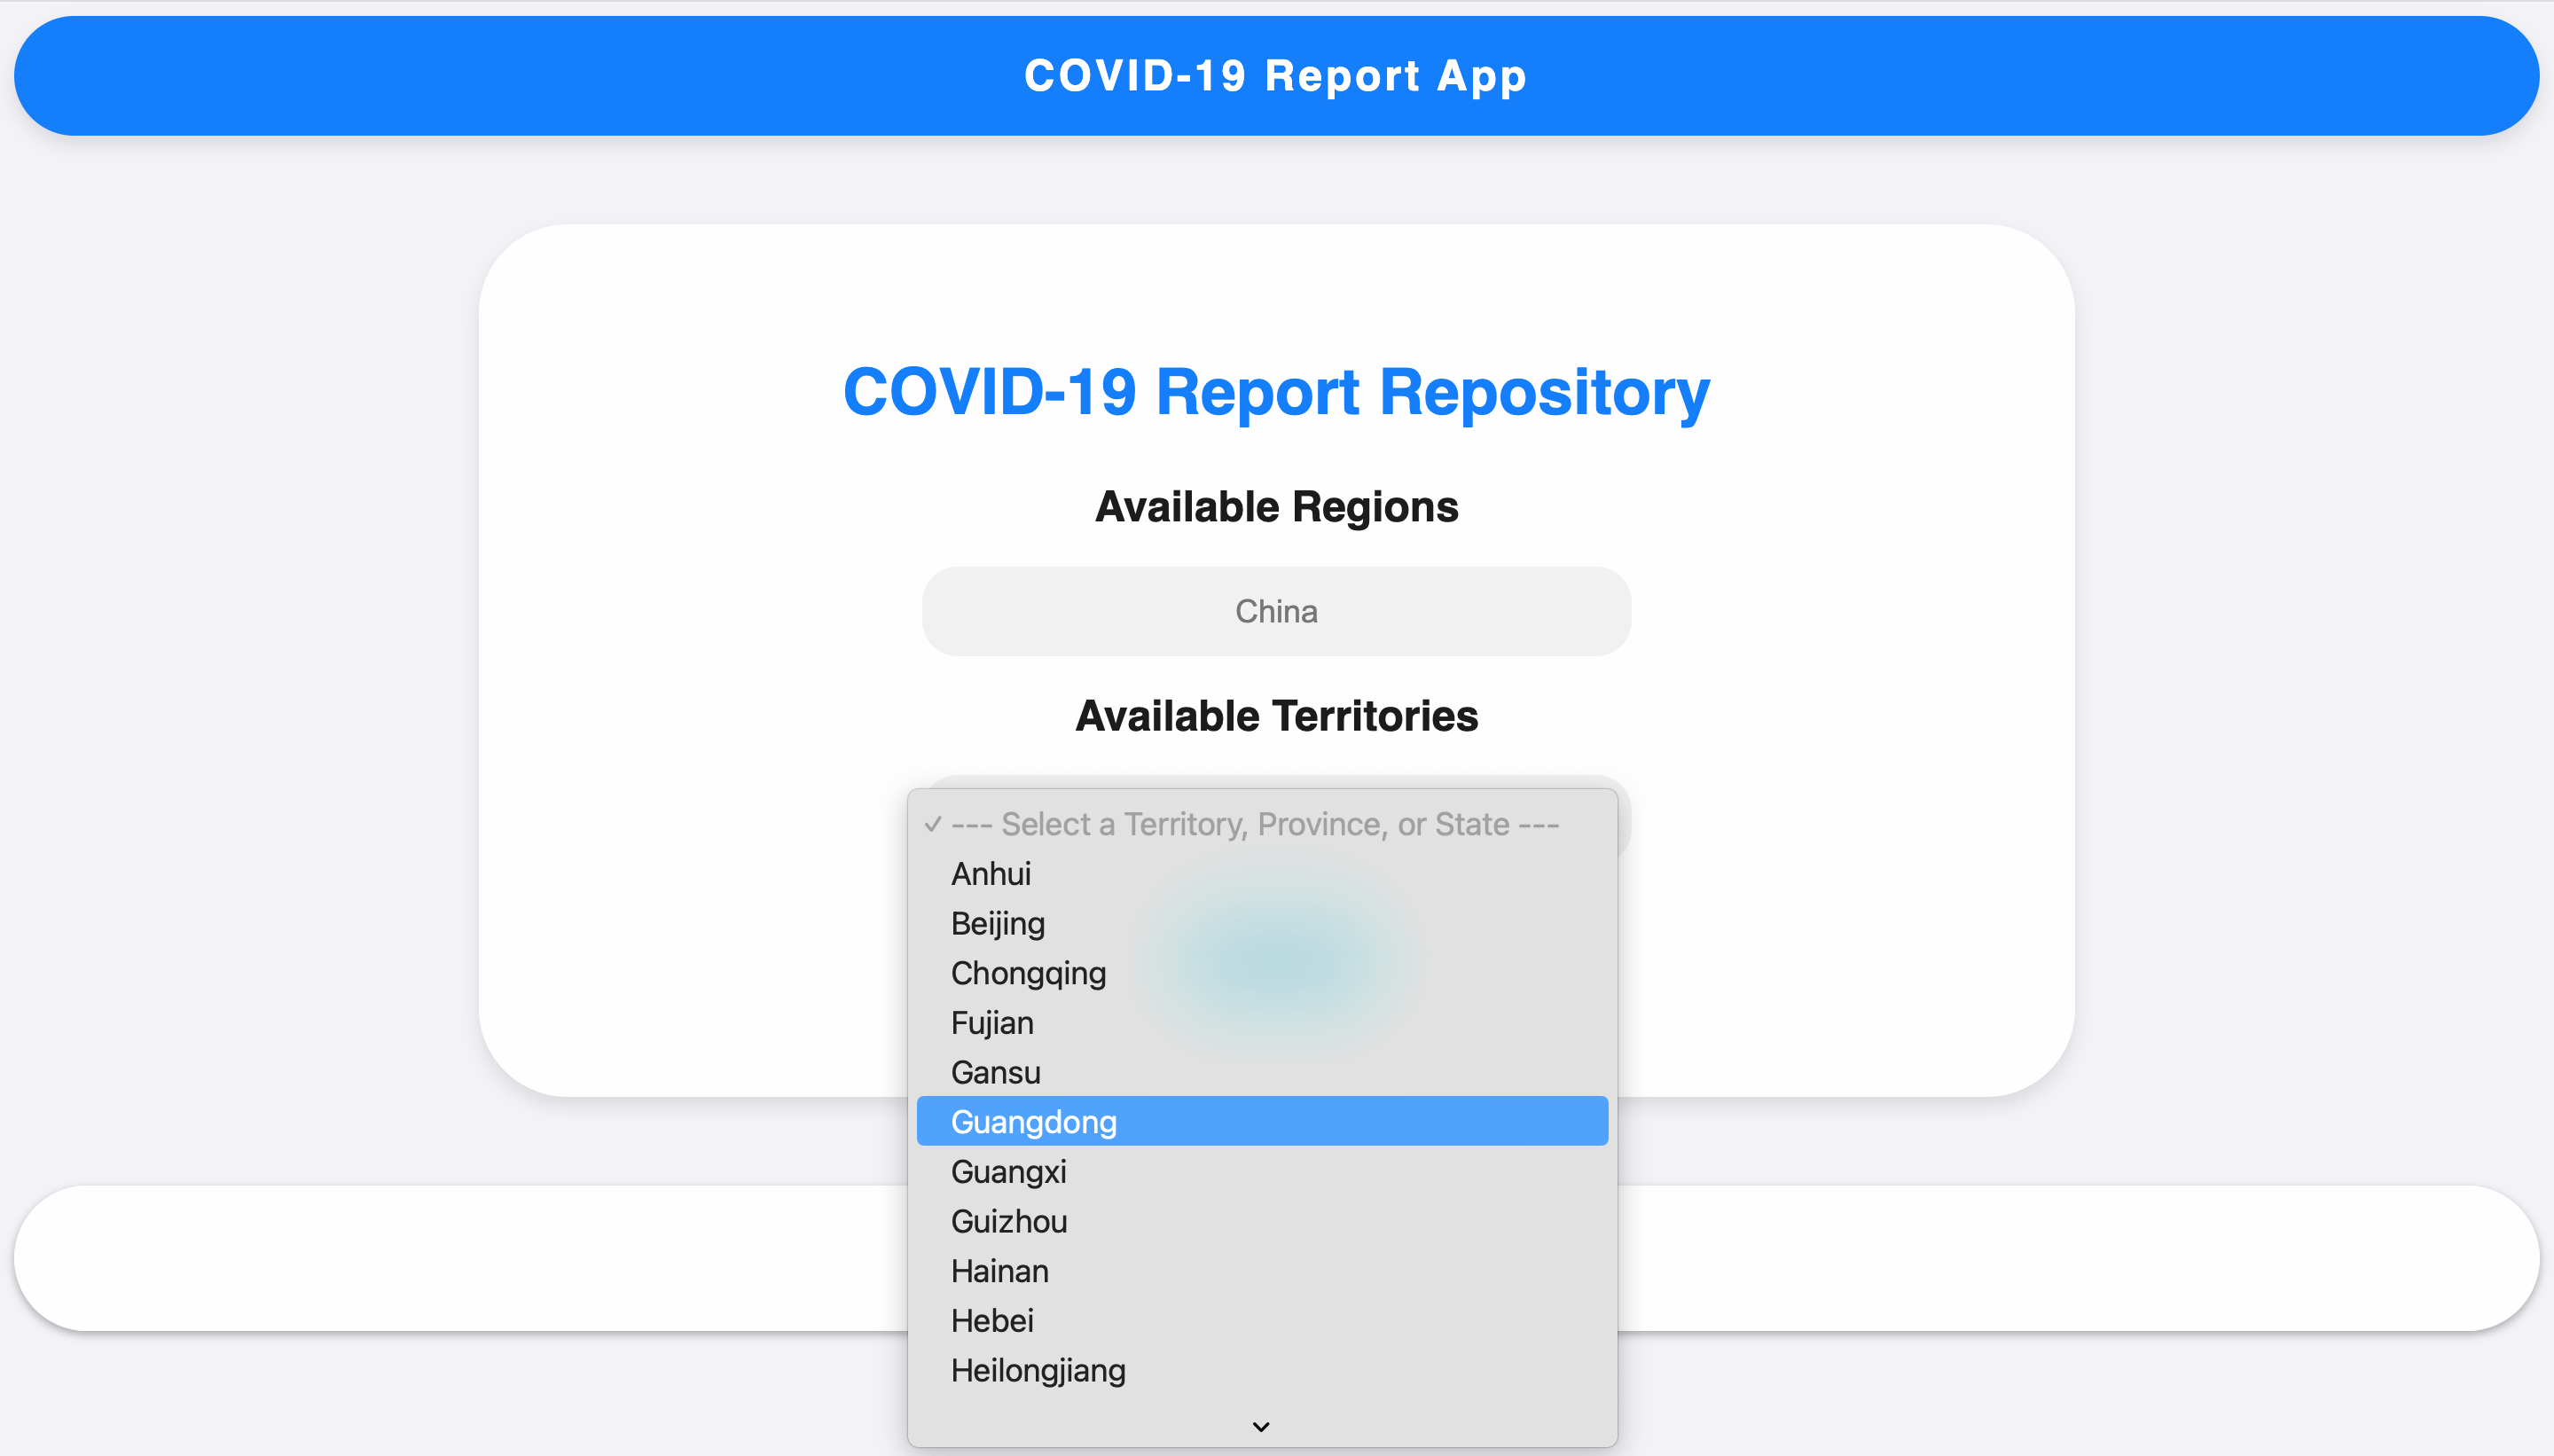 COVID-19 Report App
COVID-19 Report Repository
Available Regions
China
Available Territories
--- Select a Territory, Province, or State ---
Anhui
Beijing
Chongqing
Fujian
Gansu
Guangdong
Guangxi
Guizhou
Hainan
Hebei
Heilongjiang